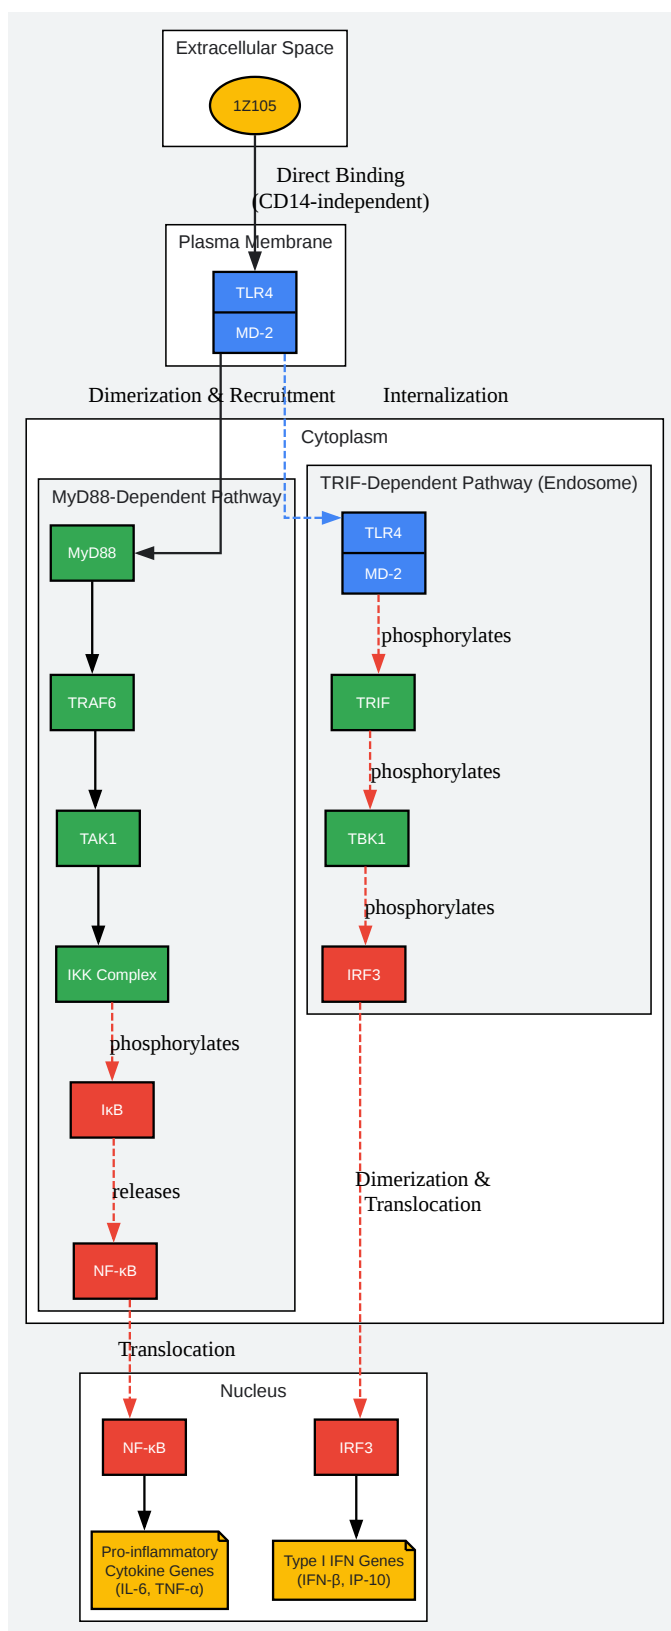 Extracellular Space
1Z105
Direct Binding
(CD14-independent)
Plasma Membrane
TLR4
MD-2
Dimerization & Recruitment
Internalization
Cytoplasm
MyD88-Dependent Pathway
MyD88
TRAF6
TAK1
IKK Complex
phosphorylates
IκB
releases
NF-κB
TRIF-Dependent Pathway (Endosome)
TLR4
MD-2
phosphorylates
TRIF
phosphorylates
TBK1
phosphorylates
IRF3
Dimerization &
Translocation
Translocation
Nucleus
NF-κB
Pro-inflammatory
Cytokine Genes
(IL-6, TNF-α)
IRF3
Type I IFN Genes
(IFN-β, IP-10)